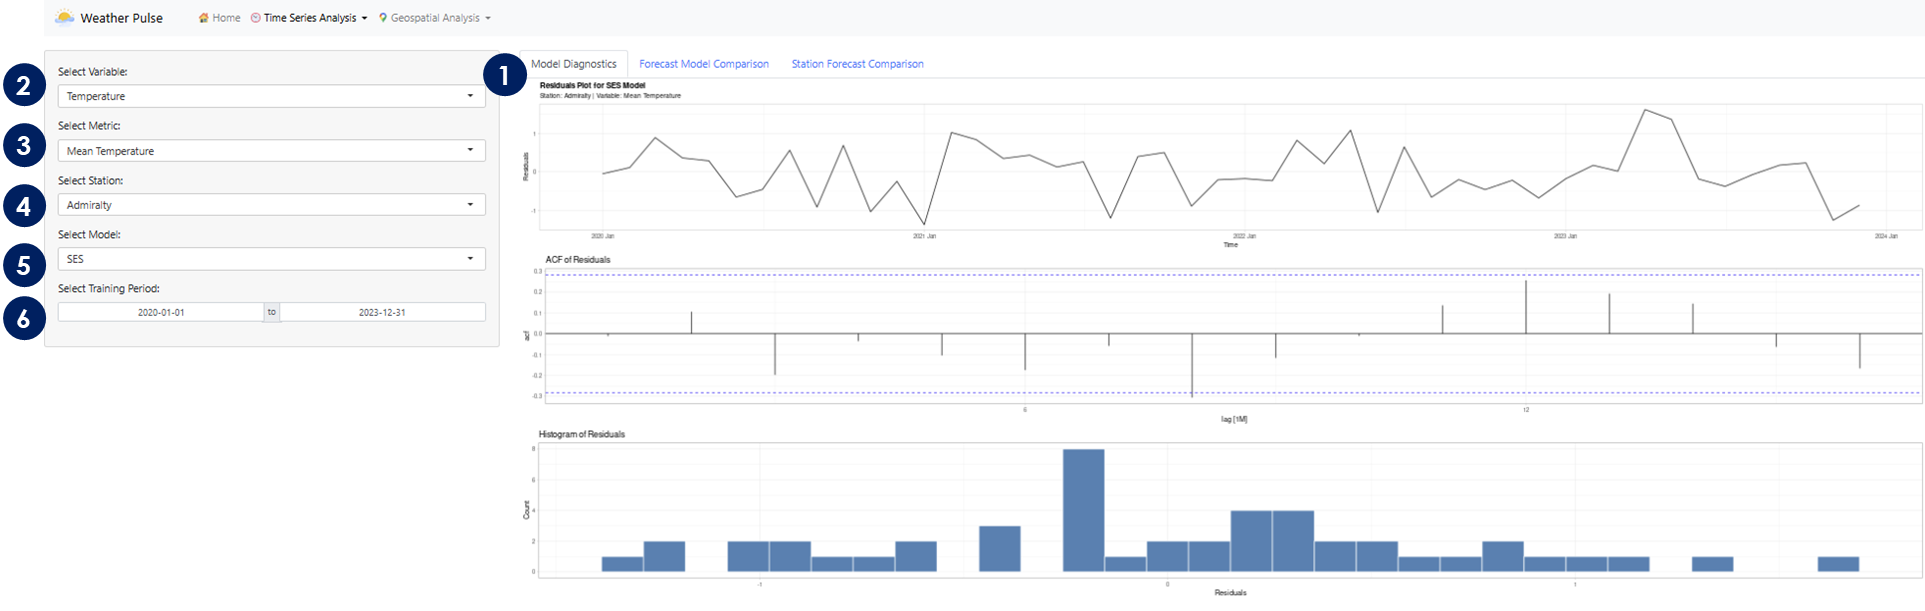 Weather Pulse
Home
Time Series Analysis
Geospatial Analysis
1
Model Diagnostics
Forecast Model Comparison
Station Forecast Comparison
2
Select Variable:
Temperature
3
Select Metric:
Mean Temperature
4
Select Station:
Admiralty
5
Select Model:
SES
6
Select Training Period:
2020-01-01 to 2023-12-31
Residuals Plot for SES Model
Station: Admiralty | Variable: Mean Temperature
Residuals
1
0
-1
2020 Jan 2021 Jan 2022 Jan 2023 Jan 2024 Jan
Time
ACF of Residuals
acf
0.3
0.2
0.1
0.0
-0.1
-0.2
-0.3
6 12
lag [1M]
Histogram of Residuals
Count
8
6
4
2
0
-1 0 1
Residuals